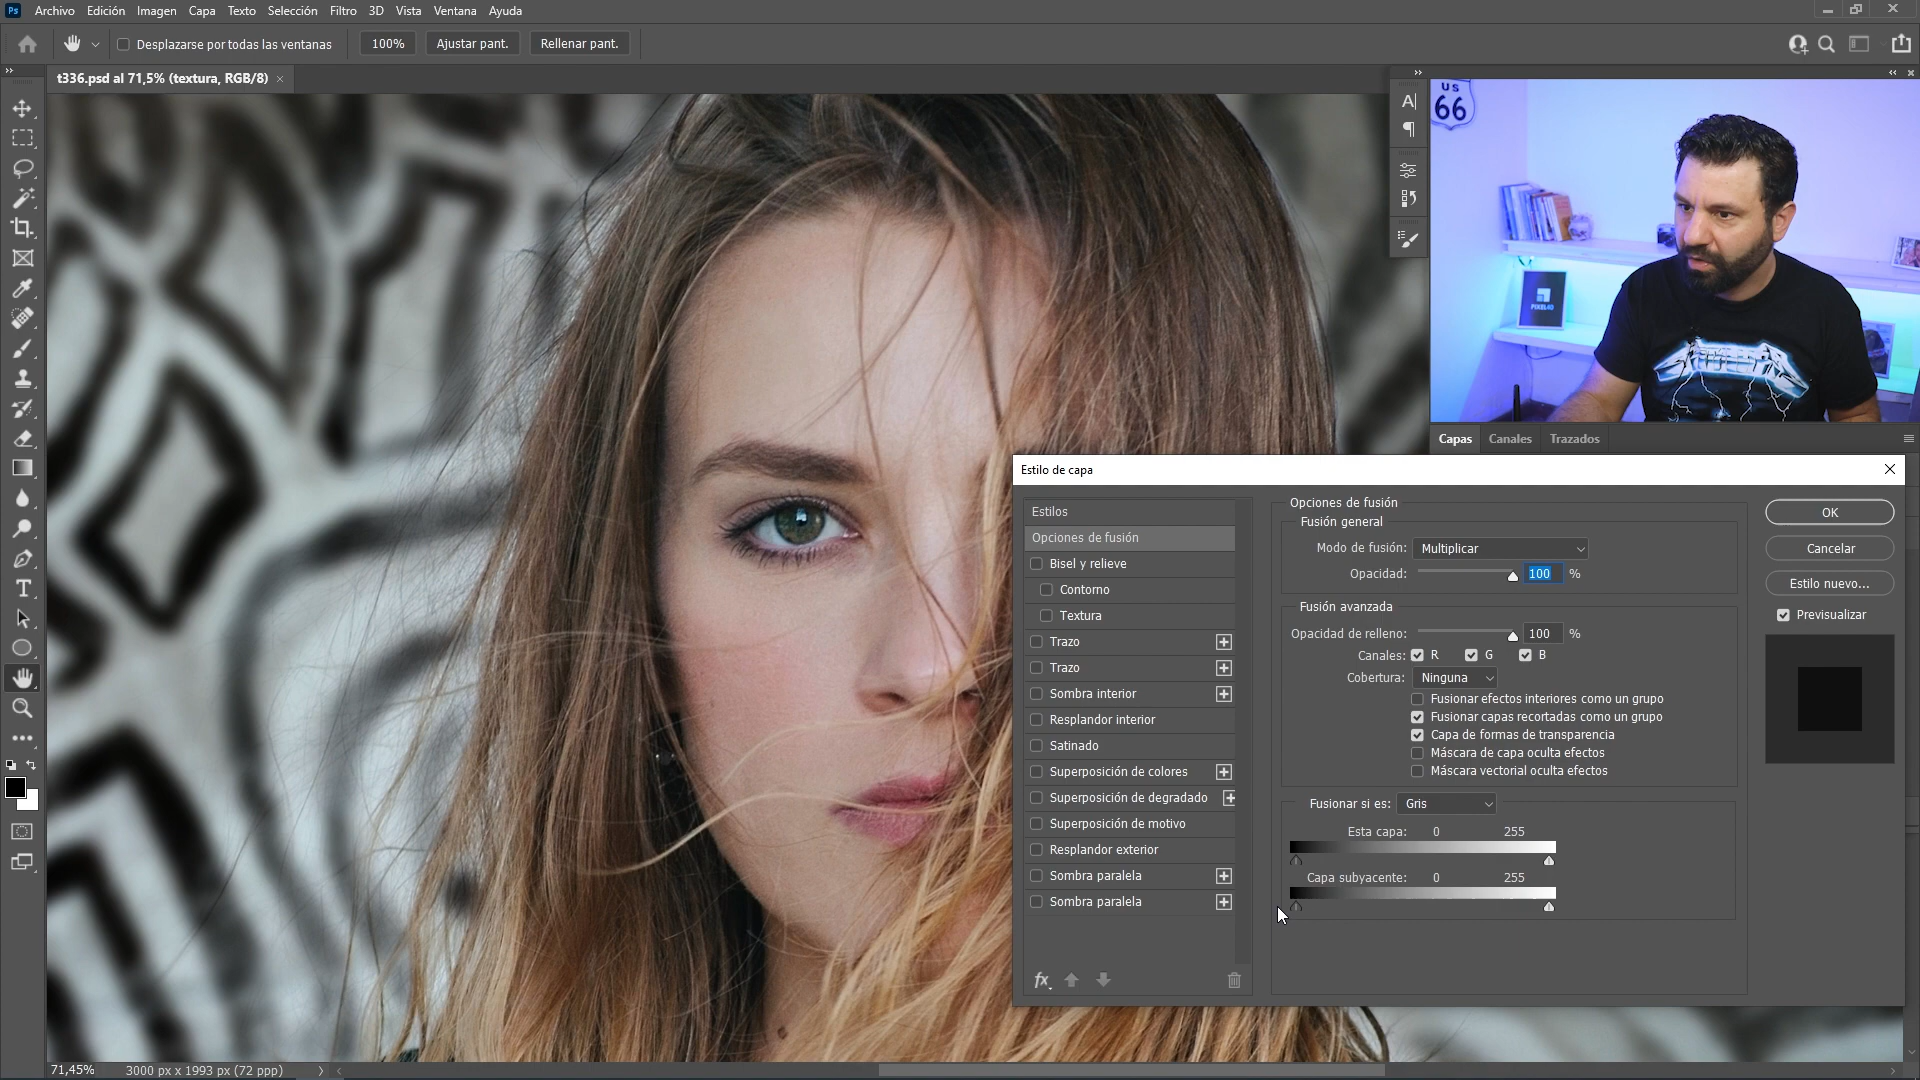 Ps Archivo Edición Imagen Capa Texto Selección Filtro 3D Vista Ventana Ayuda
Desplazarse por todas las ventanas 100% Ajustar pant. Rellenar pant.
t336.psd al 71,5% (textura, RGB/8) ×
US
66
PIXEL
Capas Canales Trazados
Estilo de capa
Estilos
Opciones de fusión
Bisel y relieve
Contorno
Textura
Trazo
Trazo
Sombra interior
Resplandor interior
Satinado
Superposición de colores
Superposición de degradado
Superposición de motivo
Resplandor exterior
Sombra paralela
Sombra paralela
fx
Opciones de fusión
Fusión general
Modo de fusión: Multiplicar
Opacidad: 100 %
Fusión avanzada
Opacidad de relleno: 100 %
Canales: R G B
Cobertura: Ninguna
Fusionar efectos interiores como un grupo
Fusionar capas recortadas como un grupo
Capa de formas de transparencia
Máscara de capa oculta efectos
Máscara vectorial oculta efectos
Fusionar si es: Gris
Esta capa: 0 255
Capa subyacente: 0 255
OK
Cancelar
Estilo nuevo...
Previsualizar
71,45% 3000 px x 1993 px (72 ppp)